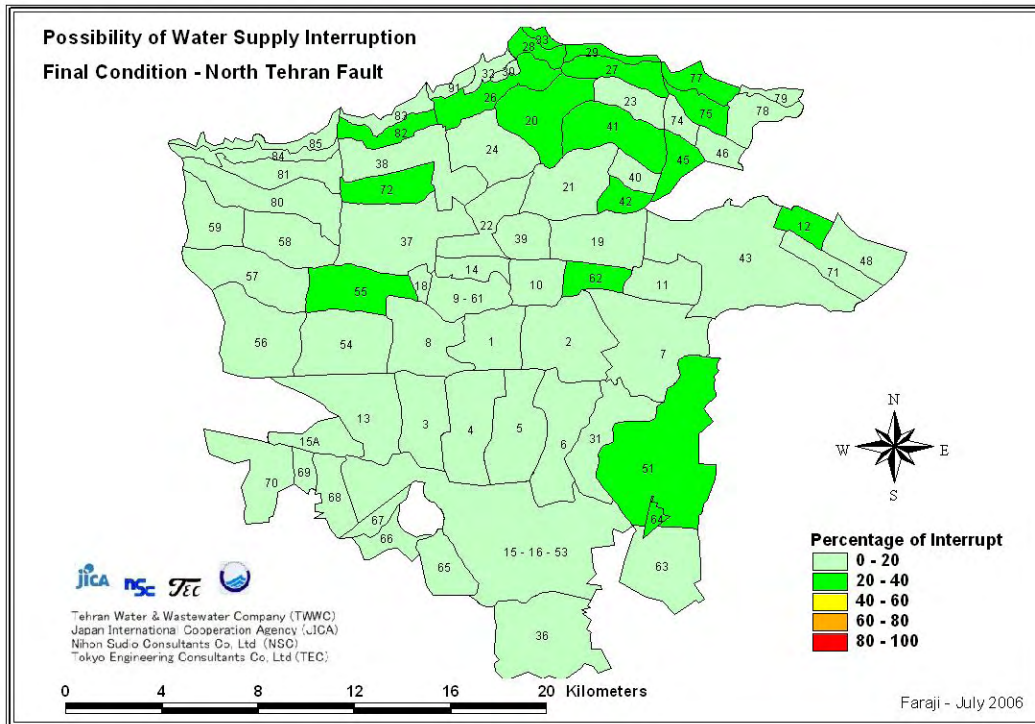 Possibility of Water Supply Interruption
Final Condition - North Tehran Fault
33
28
29
32
30
27
77
91
26
79
23
75
78
83
20
82
41
74
85
24
45
46
84
38
40
81
72
21
42
80
59
22
12
58
37
39
19
43
48
71
14
57
18
62
55
9 - 61
10
11
56
54
8
1
2
7
13
3
4
5
6
31
15A
51
70
69
68
67
64
66
15 - 16 - 53
65
63
36
N
W
E
S
Percentage of Interrupt
0 - 20
20 - 40
40 - 60
60 - 80
80 - 100
JICA
NSC
TEC
Tehran Water & Wastewater Company (TWWC)
Japan International Cooperation Agency (JICA)
Nihon Sudio Consultants Co, Ltd (NSC)
Tokyo Engineering Consultants Co, Ltd (TEC)
0 4 8 12 16 20 Kilometers
Faraji - July 2006